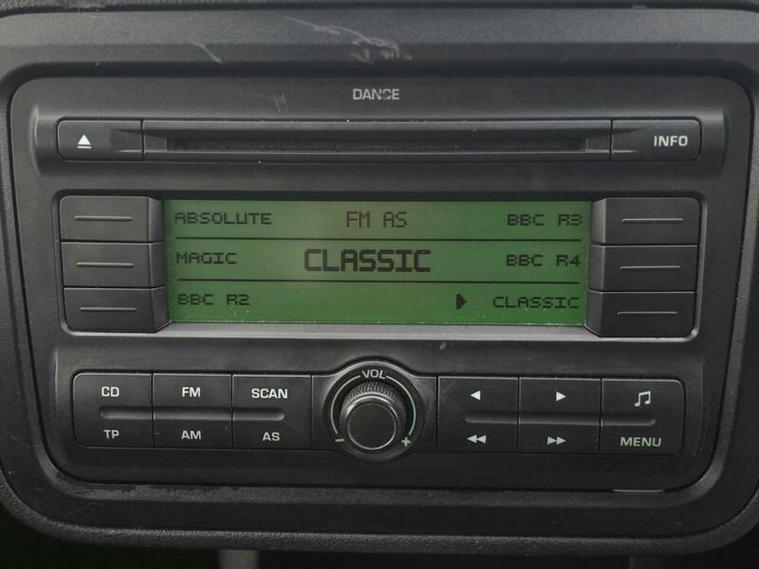 DANCE
INFO
ABSOLUTE FM AS BBC R3
MAGIC CLASSIC BBC R4
BBC R2 CLASSIC
VOL
CD FM SCAN
TP AM AS MENU